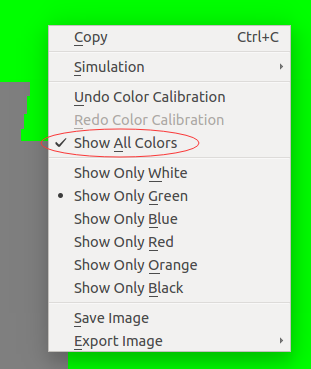 Copy Ctrl+C
Simulation
Undo Color Calibration
Redo Color Calibration
Show All Colors
Show Only White
Show Only Green
Show Only Blue
Show Only Red
Show Only Orange
Show Only Black
Save Image
Export Image